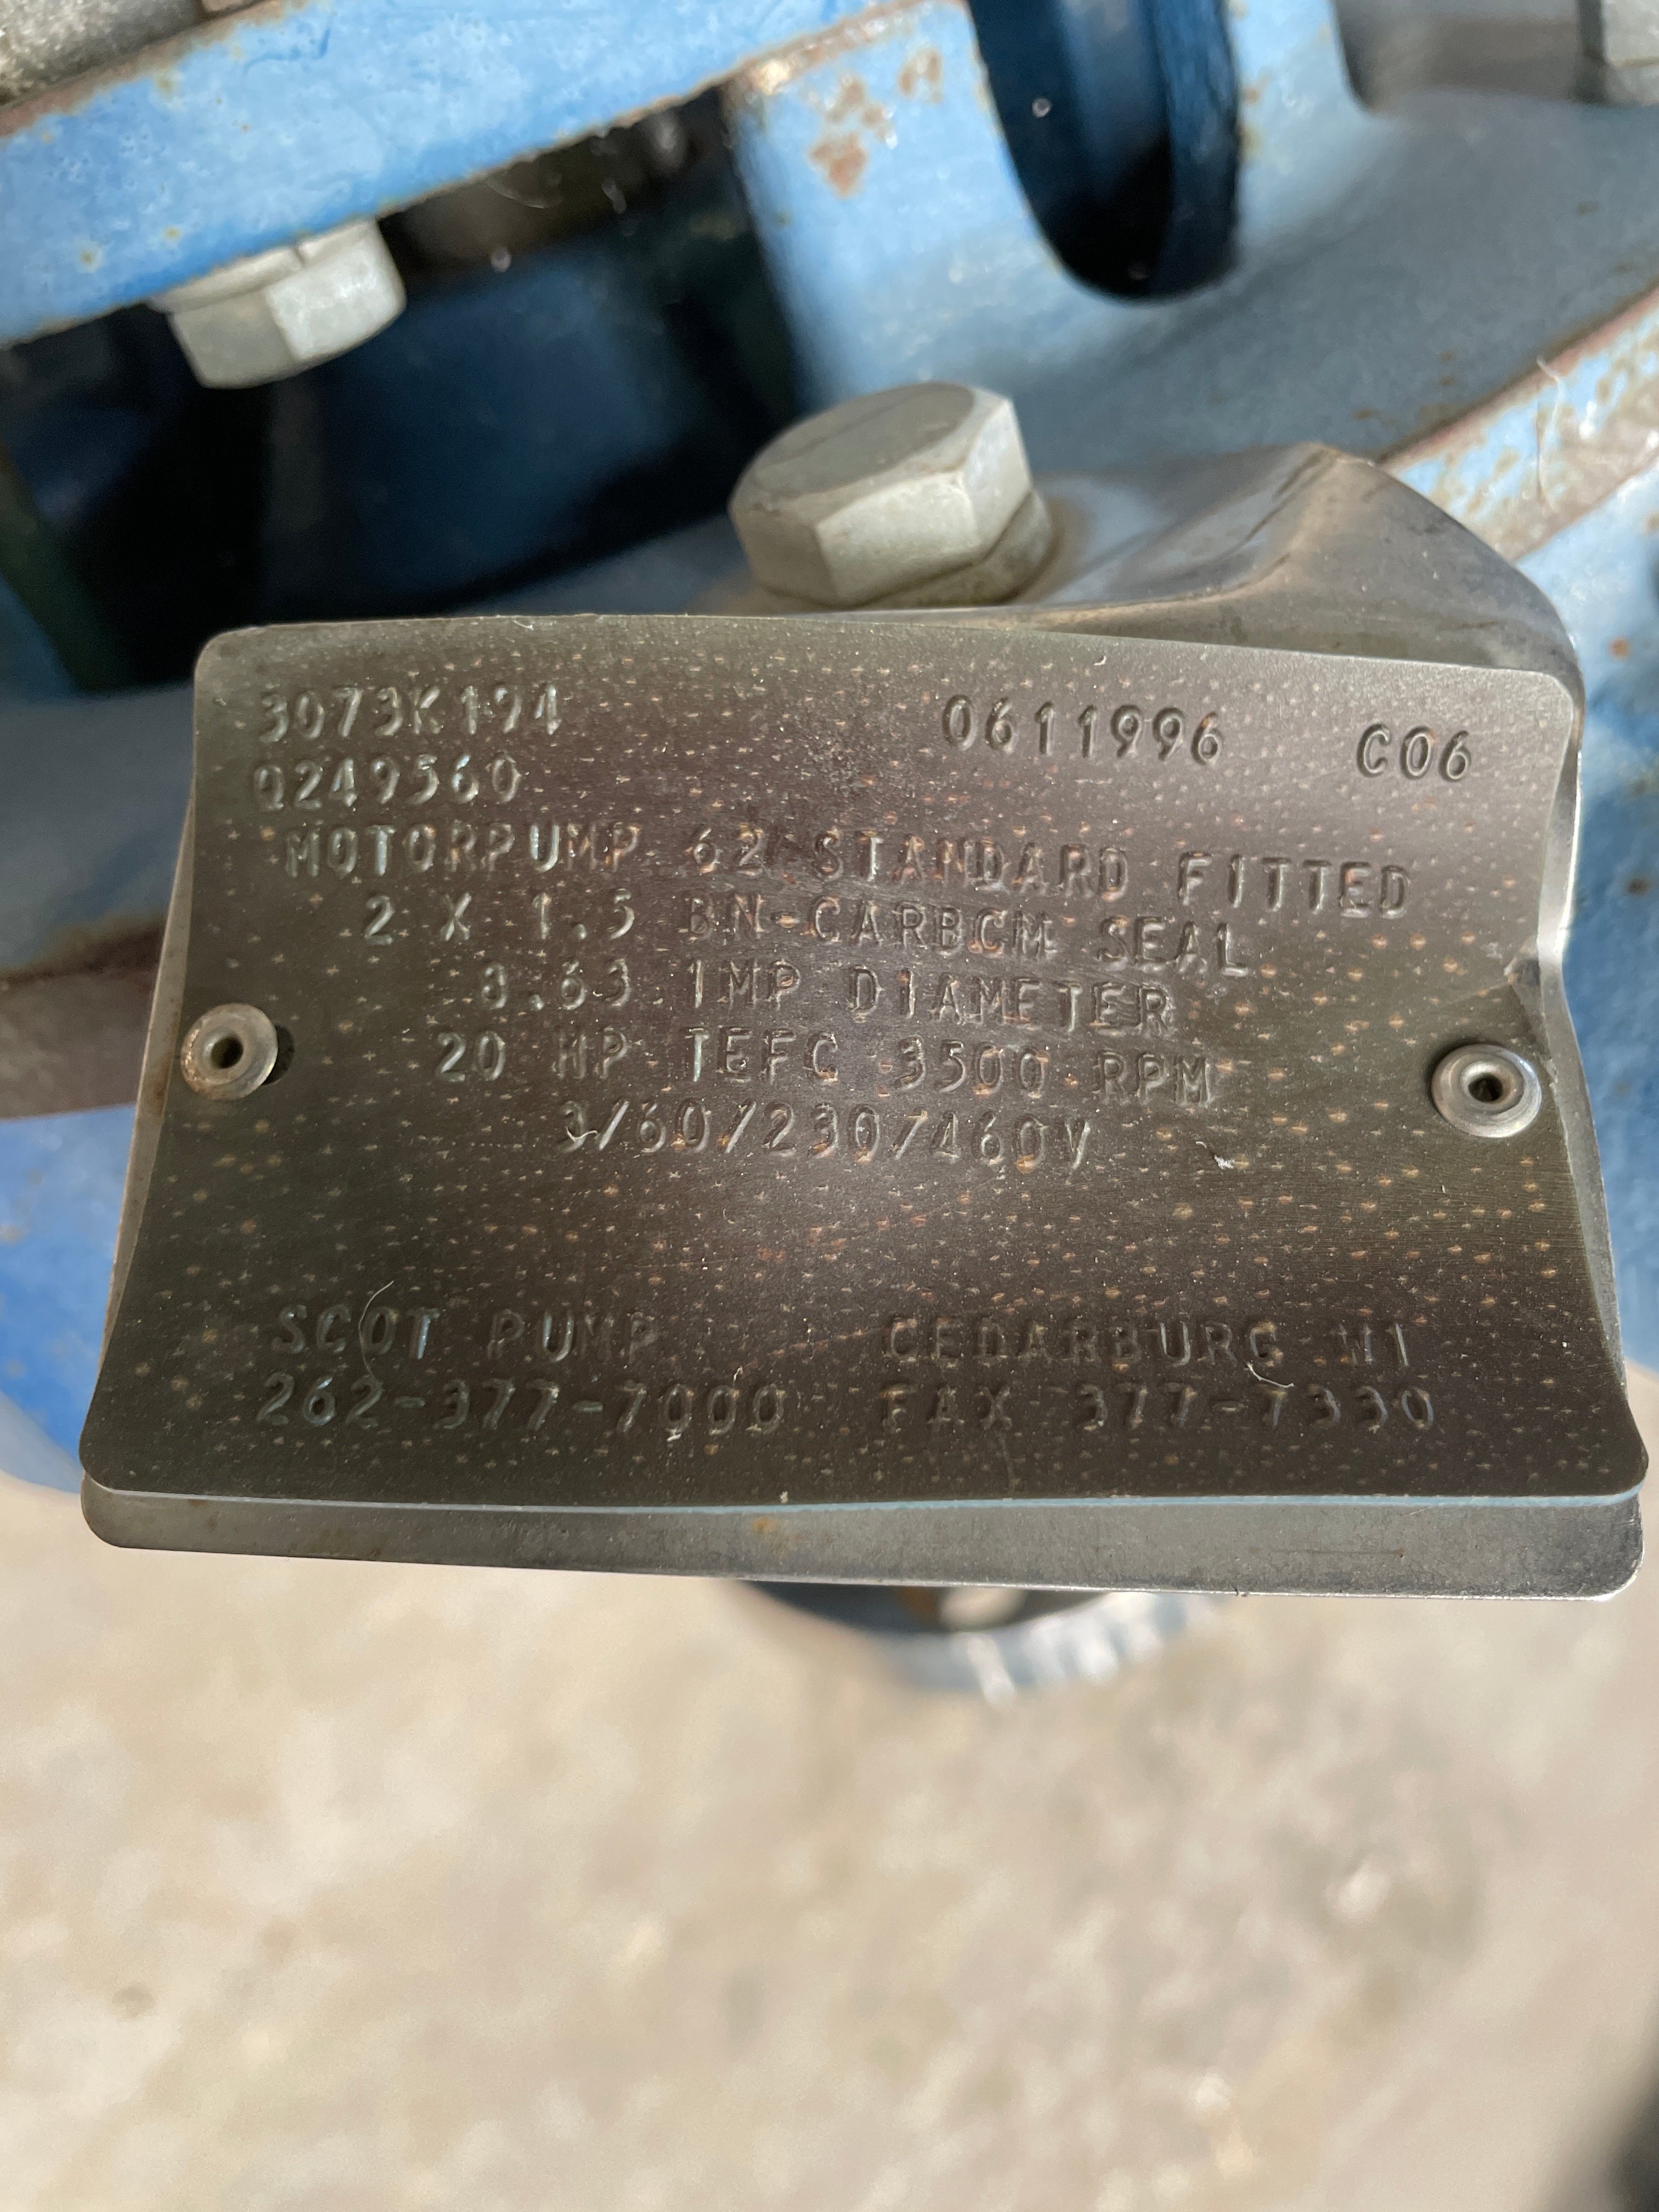 3073K194 0611996 C06
Q249560
MOTORPUMP 62 STANDARD FITTED
2 X 1.5 BN-CARBCM SEAL
8.63 IMP DIAMETER
20 HP TEFC 3500 RPM
3/60/230/460V
SCOT PUMP CEDARBURG WI
262-377-7000 FAX 377-7330